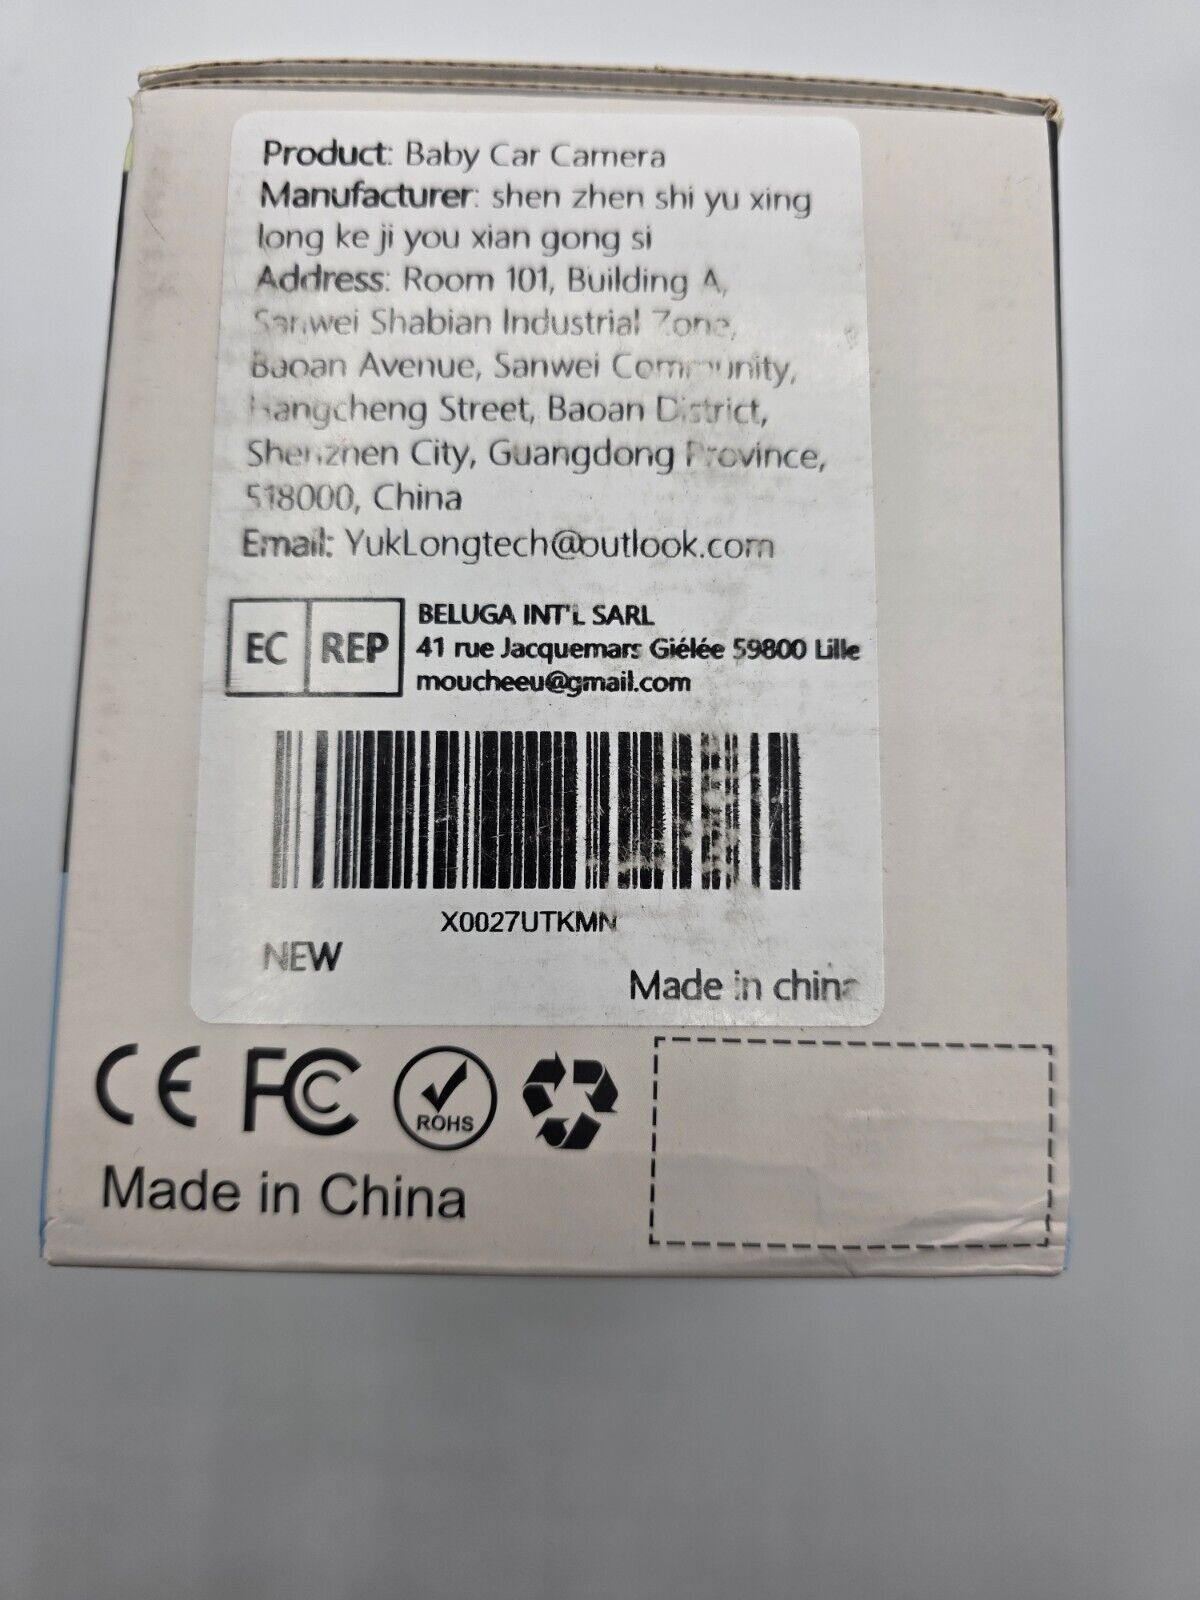 Product: Baby Car Camera
Manufacturer: shen zhen shi yu xing
long ke ji you xian gong si
Address: Room 101, Building A,
Sanwei Shabian Industrial Zone,
Baoan Avenue, Sanwei Community,
Hangcheng Street, Baoan District,
Shenzhen City, Guangdong Province,
518000, China
Email: YukLongtech@outlook.com
EC REP
BELUGA INT'L SARL
41 rue Jacquemars Giélée 59800 Lille
moucheeu@gmail.com
X0027UTKMN
NEW
Made in china
CE FC ROHS
Made in China